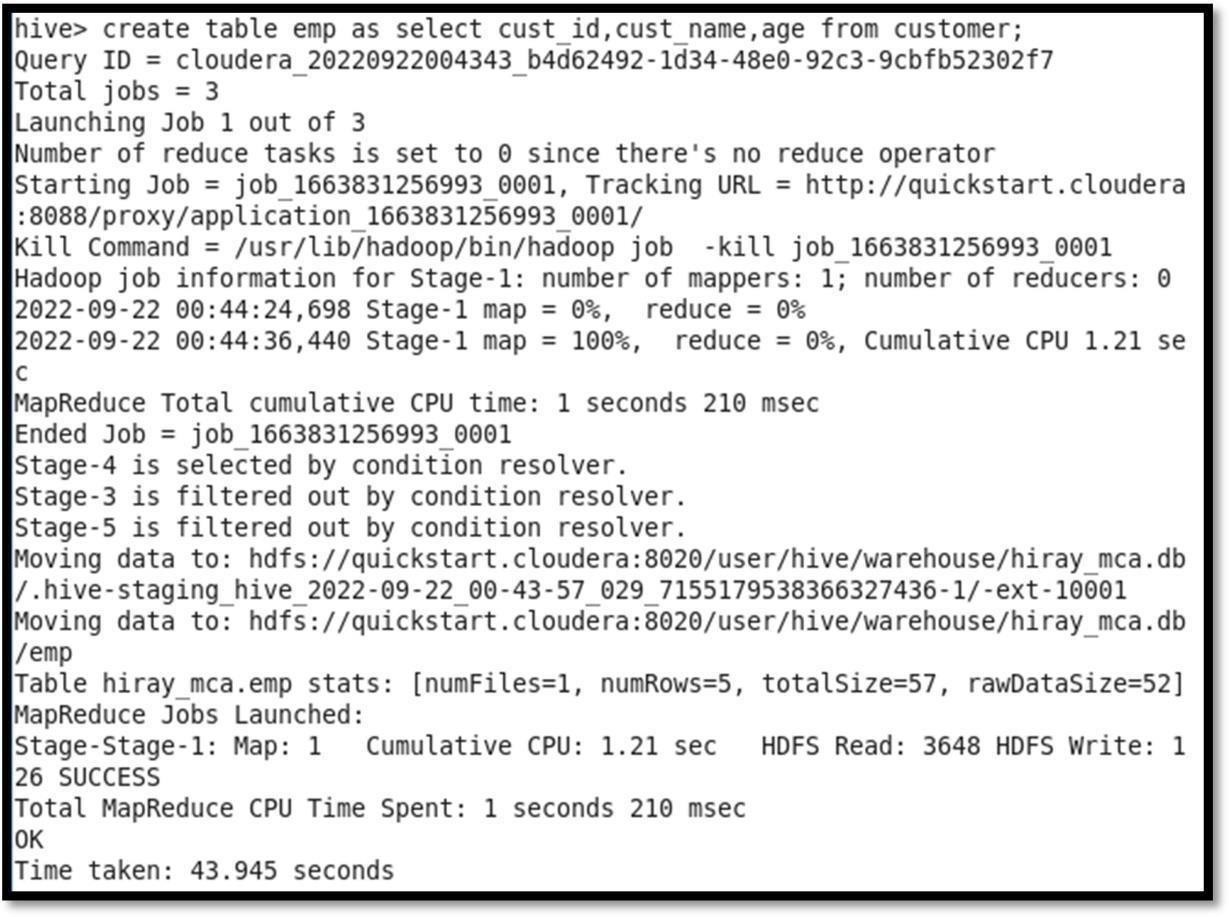 hive> create table emp as select cust_id,cust_name,age from customer;
Query ID = cloudera_20220922004343_b4d62492-1d34-48e0-92c3-9cbfb52302f7
Total jobs = 3
Launching Job 1 out of 3
Number of reduce tasks is set to 0 since there's no reduce operator
Starting Job = job_1663831256993_0001, Tracking URL = http://quickstart.cloudera
:8088/proxy/application_1663831256993_0001/
Kill Command = /usr/lib/hadoop/bin/hadoop job  -kill job_1663831256993_0001
Hadoop job information for Stage-1: number of mappers: 1; number of reducers: 0
2022-09-22 00:44:24,698 Stage-1 map = 0%,  reduce = 0%
2022-09-22 00:44:36,440 Stage-1 map = 100%,  reduce = 0%, Cumulative CPU 1.21 se
c
MapReduce Total cumulative CPU time: 1 seconds 210 msec
Ended Job = job_1663831256993_0001
Stage-4 is selected by condition resolver.
Stage-3 is filtered out by condition resolver.
Stage-5 is filtered out by condition resolver.
Moving data to: hdfs://quickstart.cloudera:8020/user/hive/warehouse/hiray_mca.db
/.hive-staging_hive_2022-09-22_00-43-57_029_7155179538366327436-1/-ext-10001
Moving data to: hdfs://quickstart.cloudera:8020/user/hive/warehouse/hiray_mca.db
/emp
Table hiray_mca.emp stats: [numFiles=1, numRows=5, totalSize=57, rawDataSize=52]
MapReduce Jobs Launched:
Stage-Stage-1: Map: 1   Cumulative CPU: 1.21 sec   HDFS Read: 3648 HDFS Write: 1
26 SUCCESS
Total MapReduce CPU Time Spent: 1 seconds 210 msec
OK
Time taken: 43.945 seconds